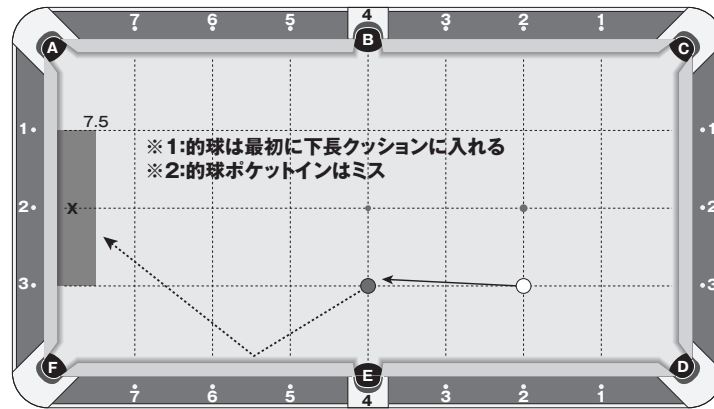 7 6 5 4 3 2 1
A B C
7.5
1 1
※1:的球は最初に下長クッションに入れる
※2:的球ポケットインはミス
2 X 2
3 3
F E D
7 6 5 4 3 2 1